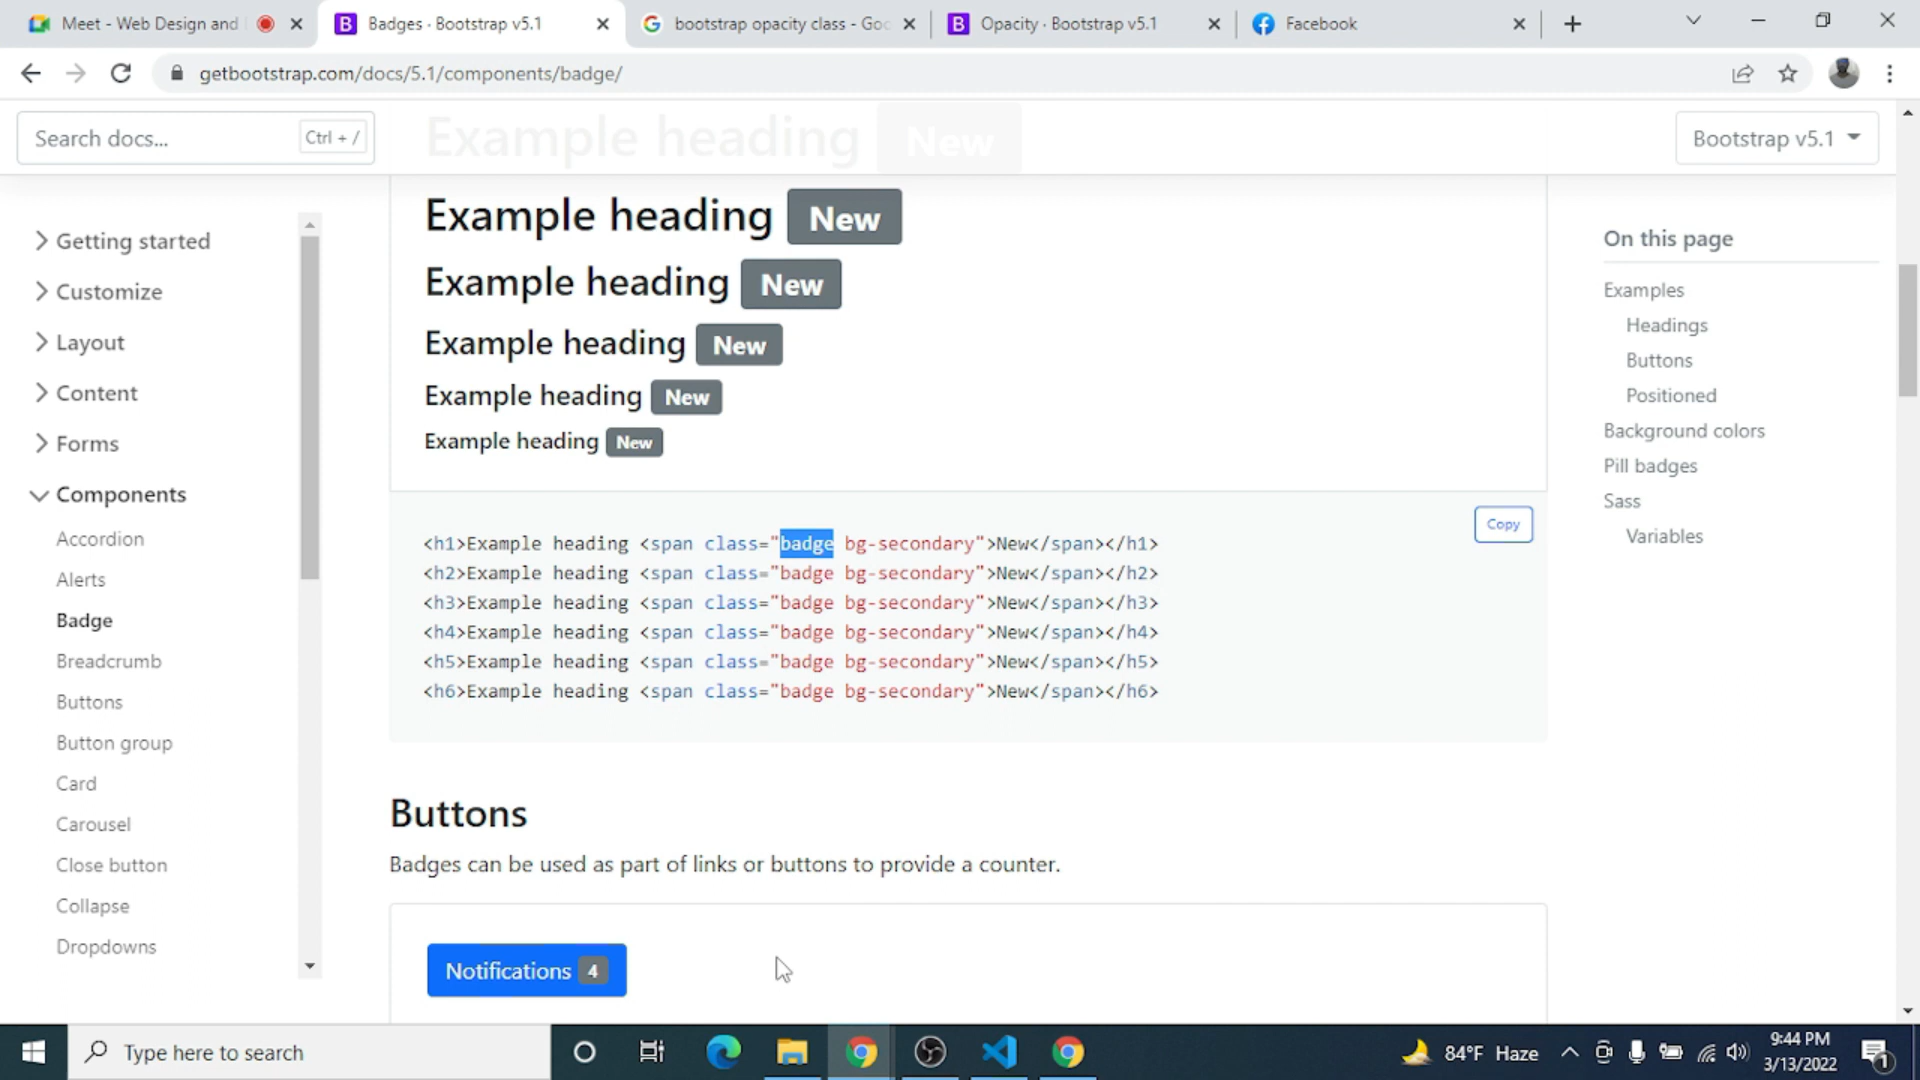 Meet - Web Design and
Badges · Bootstrap v5.1
bootstrap opacity class - Goo
Opacity · Bootstrap v5.1
Facebook
getbootstrap.com/docs/5.1/components/badge/
Search docs...
Ctrl + /
Example heading New
Bootstrap v5.1
Getting started
Customize
Layout
Content
Forms
Components
Accordion
Alerts
Badge
Breadcrumb
Buttons
Button group
Card
Carousel
Close button
Collapse
Dropdowns
Example heading New
Example heading New
Example heading New
Example heading New
Example heading New
Copy
<h1>Example heading <span class="badge bg-secondary">New</span></h1>
<h2>Example heading <span class="badge bg-secondary">New</span></h2>
<h3>Example heading <span class="badge bg-secondary">New</span></h3>
<h4>Example heading <span class="badge bg-secondary">New</span></h4>
<h5>Example heading <span class="badge bg-secondary">New</span></h5>
<h6>Example heading <span class="badge bg-secondary">New</span></h6>
Buttons
Badges can be used as part of links or buttons to provide a counter.
Notifications 4
On this page
Examples
Headings
Buttons
Positioned
Background colors
Pill badges
Sass
Variables
Type here to search
84°F Haze
9:44 PM
3/13/2022
1